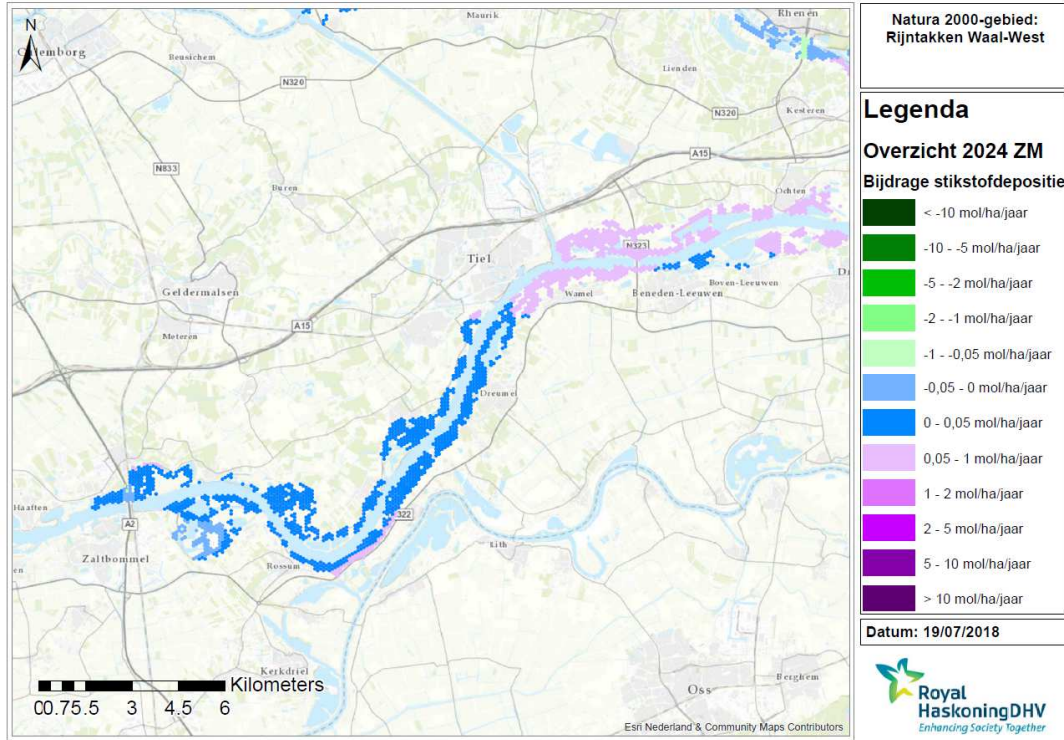 N
Maurik
Rhenen
Beusichem
N320
Lienden
N320
Kesteren
A15
N833
Buren
Ochten
N323
Tiel
Geldermalsen
Wamel
Beneden-Leeuwen
Boven-Leeuwen
A15
Meteren
Dreumel
Haaften
A2
322
Zaltbommel
Rossum
Lith
Kerkdriel
Oss
Berghem
Kilometers
00.75.5 3 4.5 6
Esri Nederland & Community Maps Contributors
Natura 2000-gebied:
Rijntakken Waal-West
Legenda
Overzicht 2024 ZM
Bijdrage stikstofdepositie
< -10 mol/ha/jaar
-10 - -5 mol/ha/jaar
-5 - -2 mol/ha/jaar
-2 - -1 mol/ha/jaar
-1 - -0,05 mol/ha/jaar
-0,05 - 0 mol/ha/jaar
0 - 0,05 mol/ha/jaar
0,05 - 1 mol/ha/jaar
1 - 2 mol/ha/jaar
2 - 5 mol/ha/jaar
5 - 10 mol/ha/jaar
> 10 mol/ha/jaar
Datum: 19/07/2018
Royal
HaskoningDHV
Enhancing Society Together